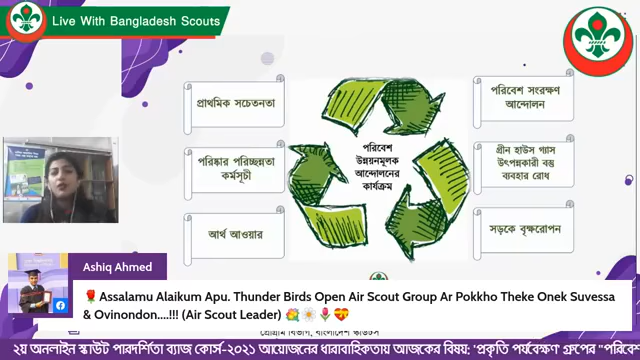 Live With Bangladesh Scouts
প্রাথমিক সচেতনতা
পরিষ্কার পরিচ্ছন্নতা
কর্মসূচী
আর্থ আওয়ার
পরিবেশ
উন্নয়নমূলক
আন্দোলনের
কার্যক্রম
পরিবেশ সংরক্ষণ
আন্দোলন
গ্রীন হাউস গ্যাস
উৎপন্নকারী বস্তু
ব্যবহার রোধ
সড়কে বৃক্ষরোপন
Ashiq Ahmed
🌹Assalamu Alaikum Apu. Thunder Birds Open Air Scout Group Ar Pokkho Theke Onek Suvessa
& Ovinondon....!!! (Air Scout Leader) 💐🌼🌷💝
প্রোগ্রাম বিভাগ, বাংলাদেশ স্কাউটস
২য় অনলাইন স্কাউট পারদর্শিতা ব্যাজ কোর্স-২০২১ আয়োজনের ধারাবাহিকতায় আজকের বিষয়: 'প্রকৃতি পর্যবেক্ষণ' গ্রুপের